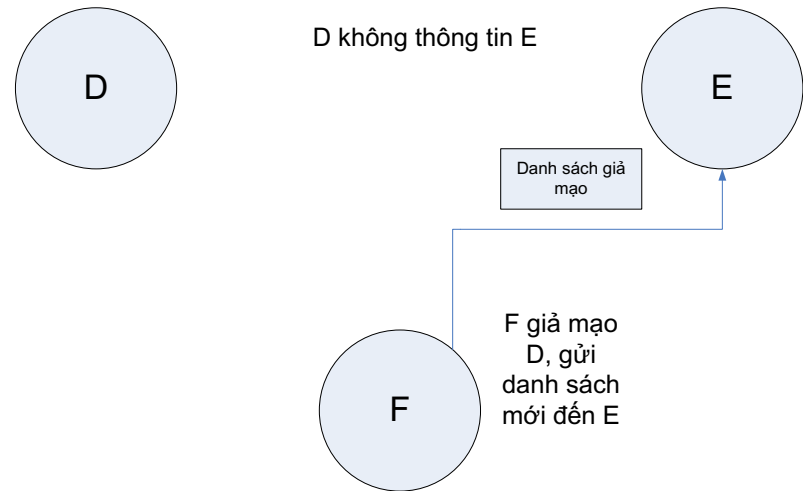 D không thông tin E
D
E
Danh sách giả
mạo
F giả mạo
D, gửi
danh sách
mới đến E
F